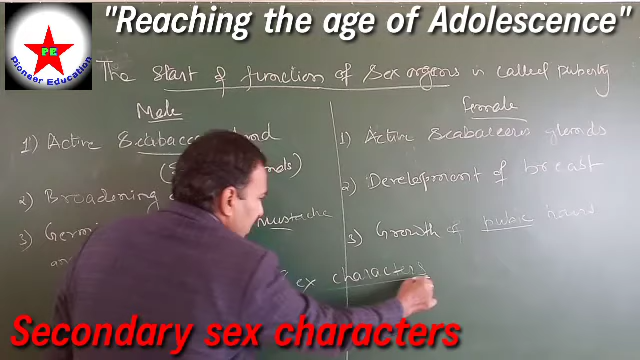 "Reaching the age of Adolescence"
PE
Pioneer Education
The start of function of sex organs is called puberty
Male
1) Active
2) Broadening
3)
Mustache
Female
1) Active Seabaceous glands
2) Development of breast
3) Growth of pubic
Sex characters
Secondary sex characters